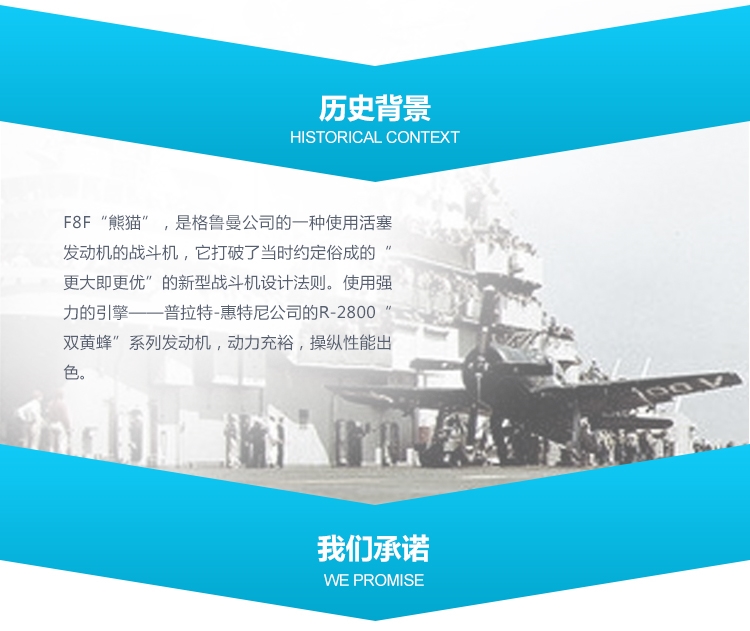 历史背景
HISTORICAL CONTEXT
F8F“熊猫”，是格鲁曼公司的一种使用活塞
发动机的战斗机，它打破了当时约定俗成的“
更大即更优”的新型战斗机设计法则。使用强
力的引擎——普拉特-惠特尼公司的R-2800“
双黄蜂”系列发动机，动力充裕，操纵性能出
色。
我们承诺
WE PROMISE